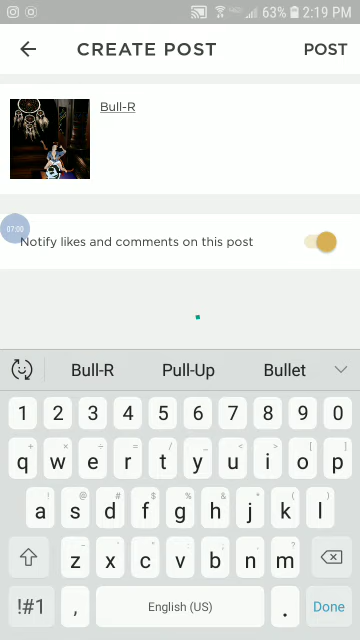 63% 2:19 PM
CREATE POST POST
Bull-R
07:00
Notify likes and comments on this post
Bull-R Pull-Up Bullet
1 2 3 4 5 6 7 8 9 0
+ × ÷ = / _ < > [ ]
q w e r t y u i o p
! @ # $ % & * ( )
a s d f g h j k l
- ' " : ; , ?
z x c v b n m
!#1 , English (US) . Done